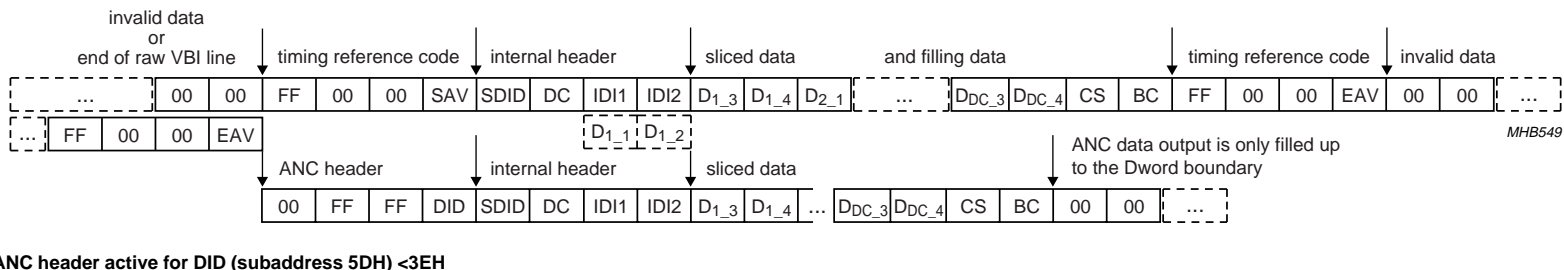 invalid data
or
end of raw VBI line
timing reference code
internal header
sliced data
and filling data
timing reference code
invalid data
... 00 00 FF 00 00 SAV SDID DC IDI1 IDI2 D1_3 D1_4 D2_1 ... DDC_3 DDC_4 CS BC FF 00 00 EAV 00 00 ...
... FF 00 00 EAV
D1_1 D1_2
MHB549
ANC header
internal header
sliced data
ANC data output is only filled up
to the Dword boundary
00 FF FF DID SDID DC IDI1 IDI2 D1_3 D1_4 ... DDC_3 DDC_4 CS BC 00 00 ...
ANC header active for DID (subaddress 5DH) <3EH